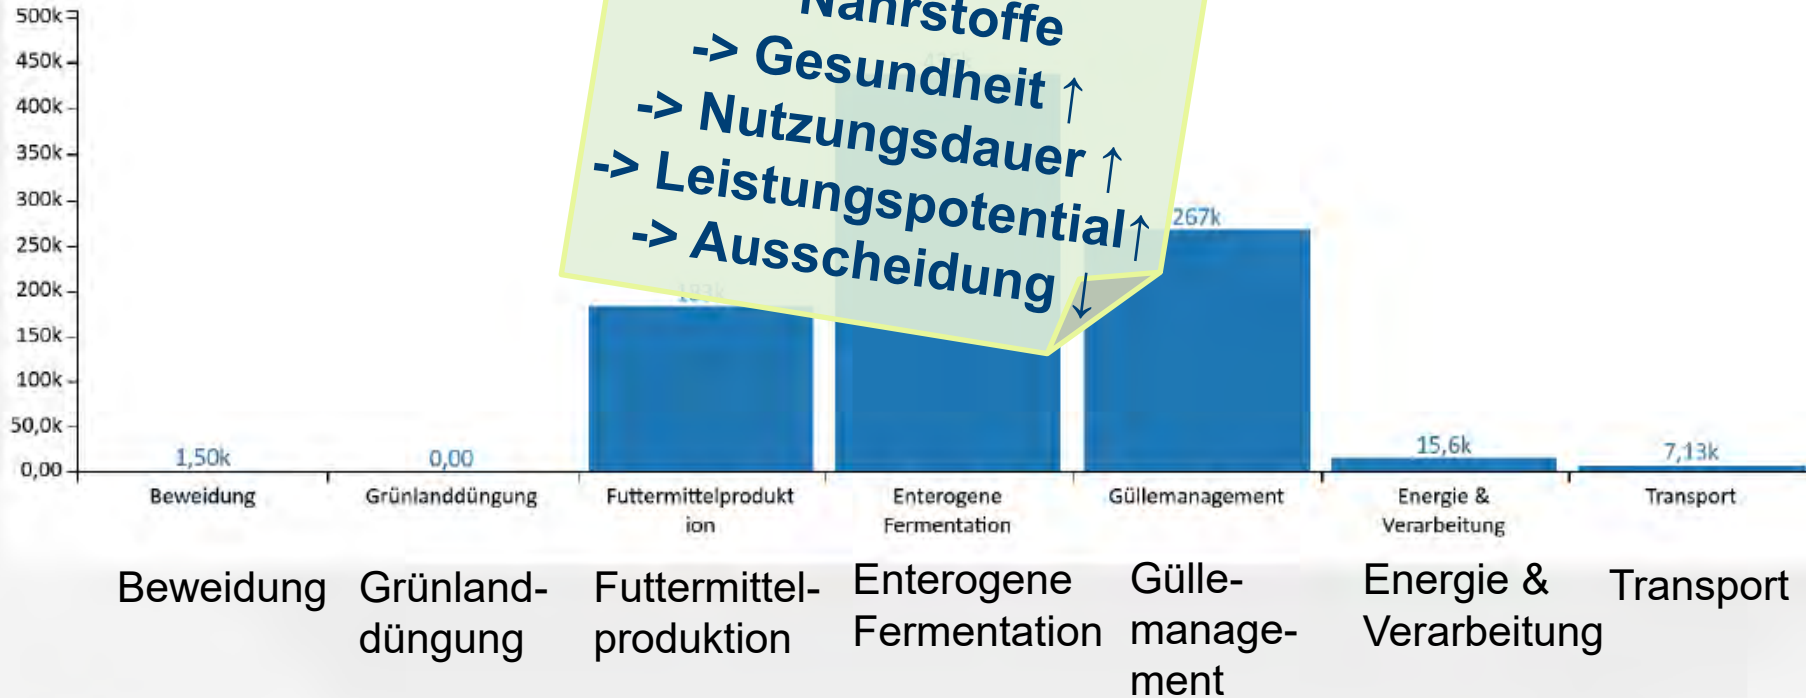 500k
450k
400k
350k
300k
250k
200k
150k
100k
50,0k
0,00
Nährstoffe
-> Gesundheit ↑
-> Nutzungsdauer ↑
-> Leistungspotential↑
-> Ausscheidung ↓
1,50k
0,00
183k
267k
15,6k
7,13k
Beweidung
Grünlanddüngung
Futtermittelprodukt
ion
Enterogene
Fermentation
Güllemanagement
Energie &
Verarbeitung
Transport
Beweidung
Grünland-
düngung
Futtermittel-
produktion
Enterogene
Fermentation
Gülle-
manage-
ment
Energie &
Verarbeitung
Transport